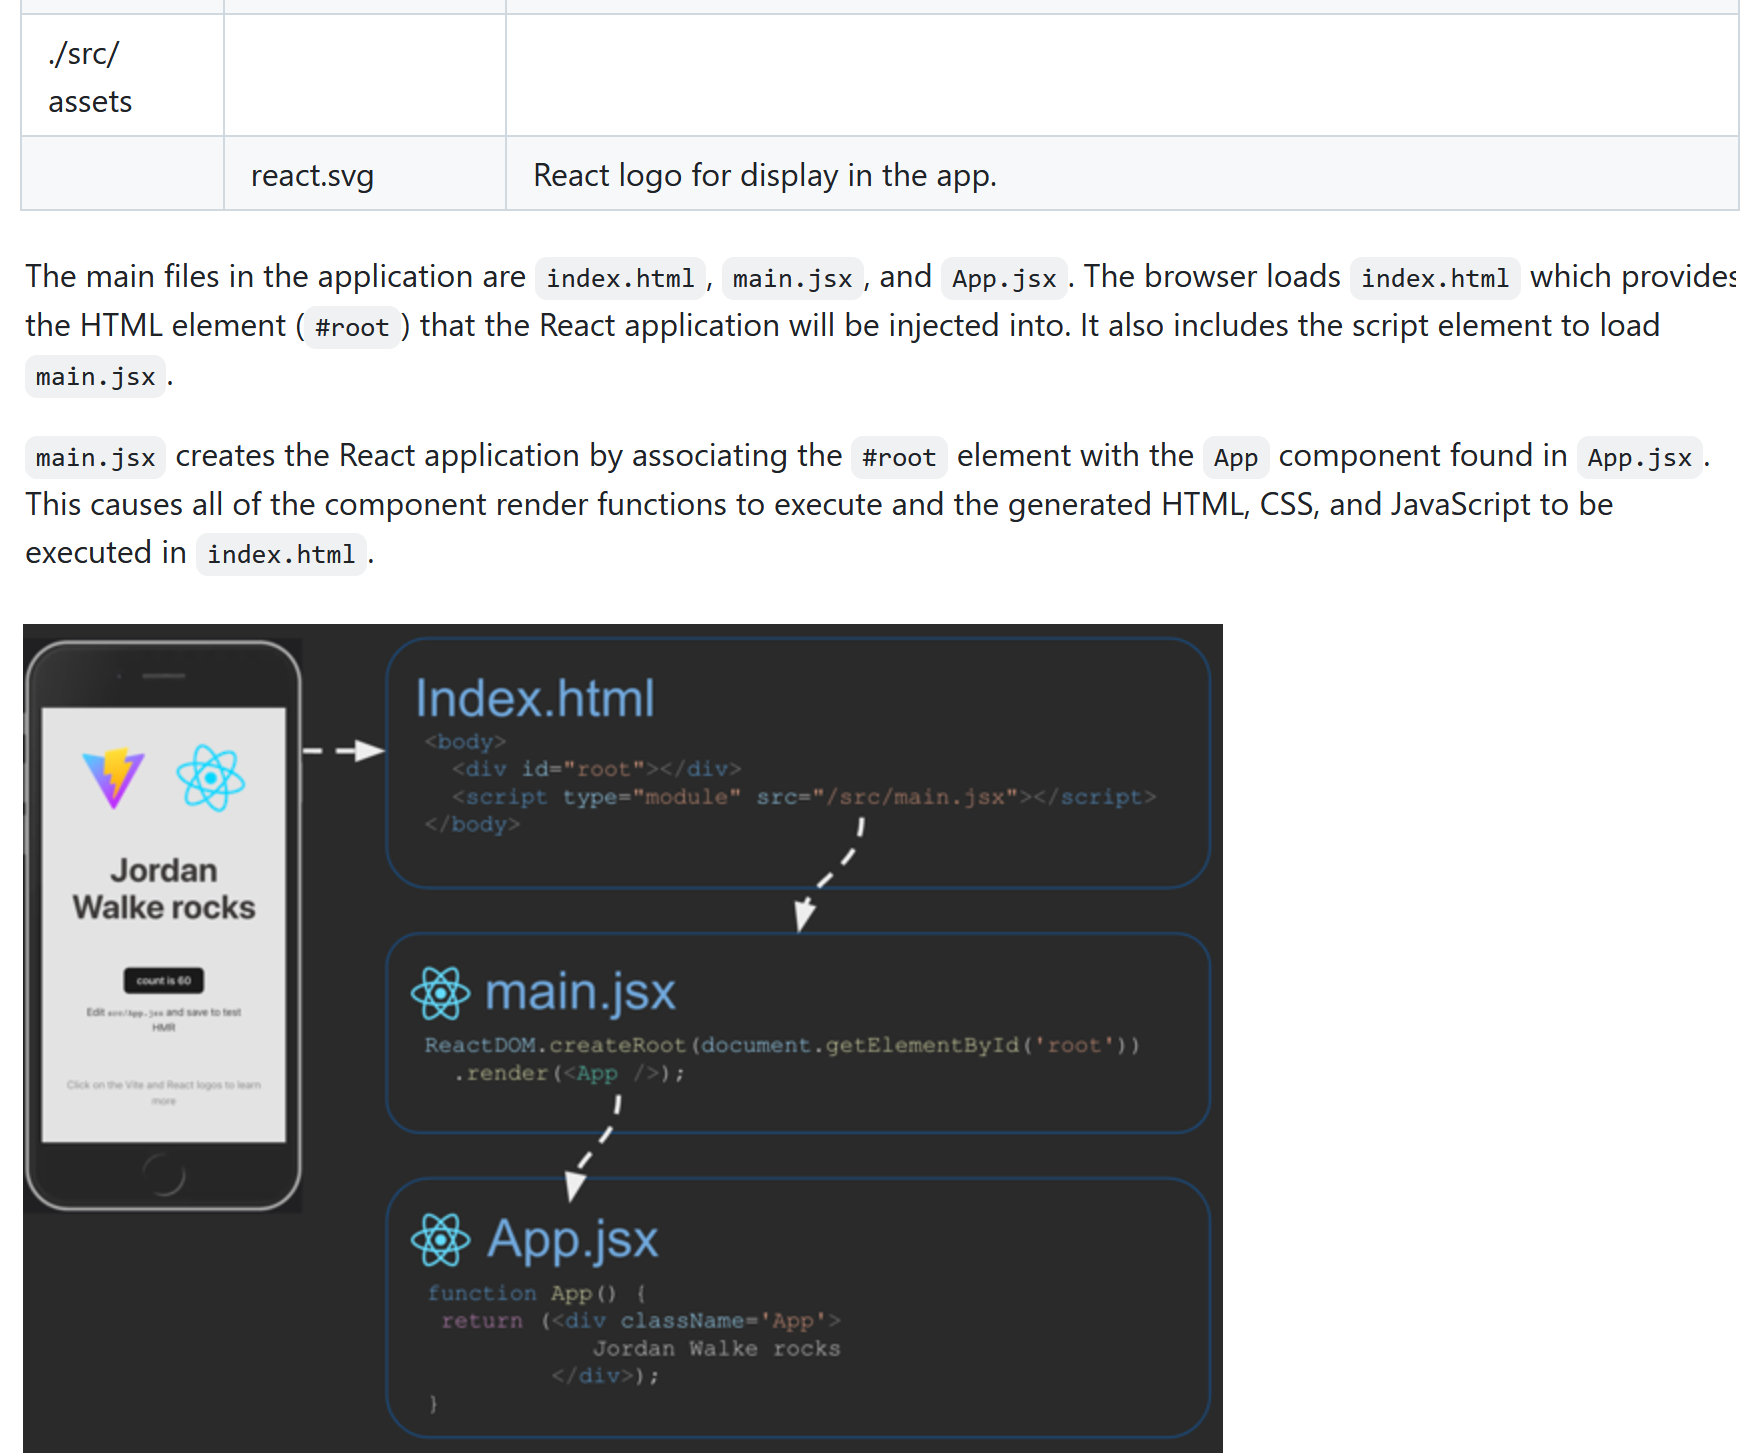 ./src/
assets
react.svg React logo for display in the app.
The main files in the application are index.html, main.jsx, and App.jsx. The browser loads index.html which provides
the HTML element (#root) that the React application will be injected into. It also includes the script element to load
main.jsx.
main.jsx creates the React application by associating the #root element with the App component found in App.jsx.
This causes all of the component render functions to execute and the generated HTML, CSS, and JavaScript to be
executed in index.html.
Jordan
Walke rocks
count is 60
Edit src/App.jsx and save to test
HMR
Click on the Vite and React logos to learn
more
Index.html
<body>
<div id="root"></div>
<script type="module" src="/src/main.jsx"></script>
</body>
main.jsx
ReactDOM.createRoot(document.getElementById('root'))
.render(<App />);
App.jsx
function App() {
return (<div className='App'>
Jordan Walke rocks
</div>);
}